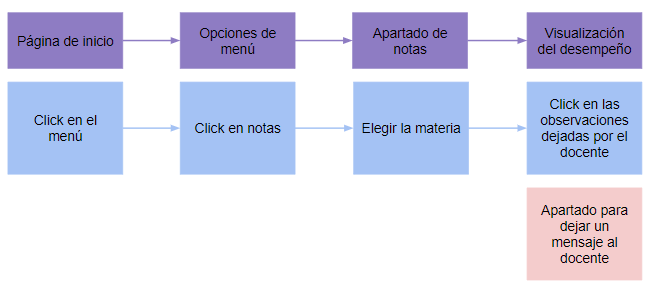 Página de inicio
Opciones de
menú
Apartado de
notas
Visualización
del desempeño
Click en el
menú
Click en notas
Elegir la materia
Click en las
observaciones
dejadas por el
docente
Apartado para
dejar un
mensaje al
docente